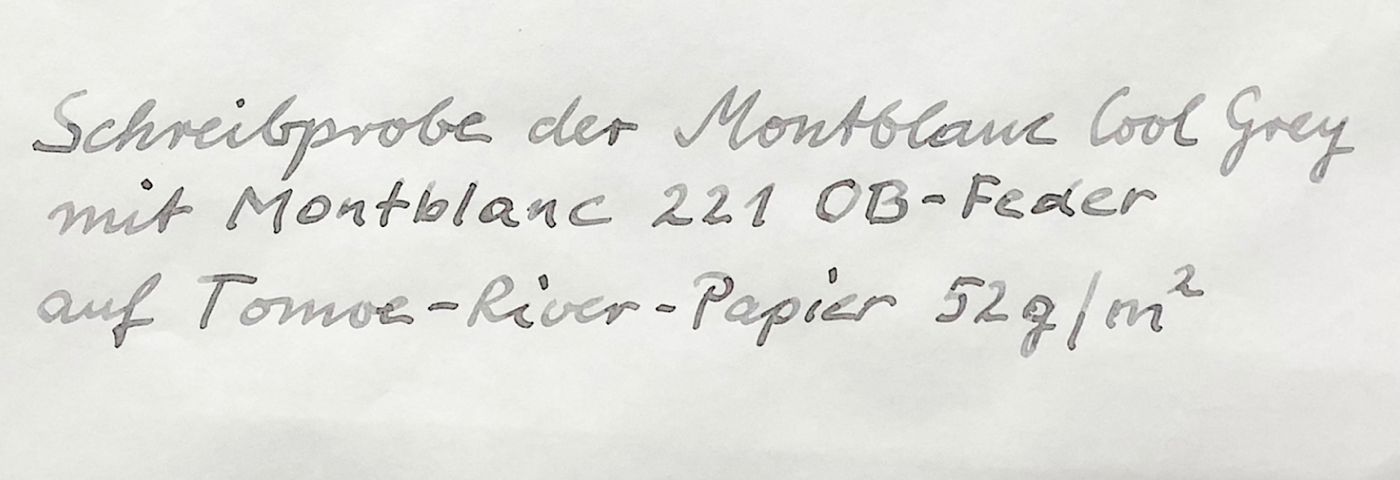 Schreibprobe der Montblanc Cool Grey
mit Montblanc 221 OB-Feder
auf Tomoe-River-Papier 52g/m²